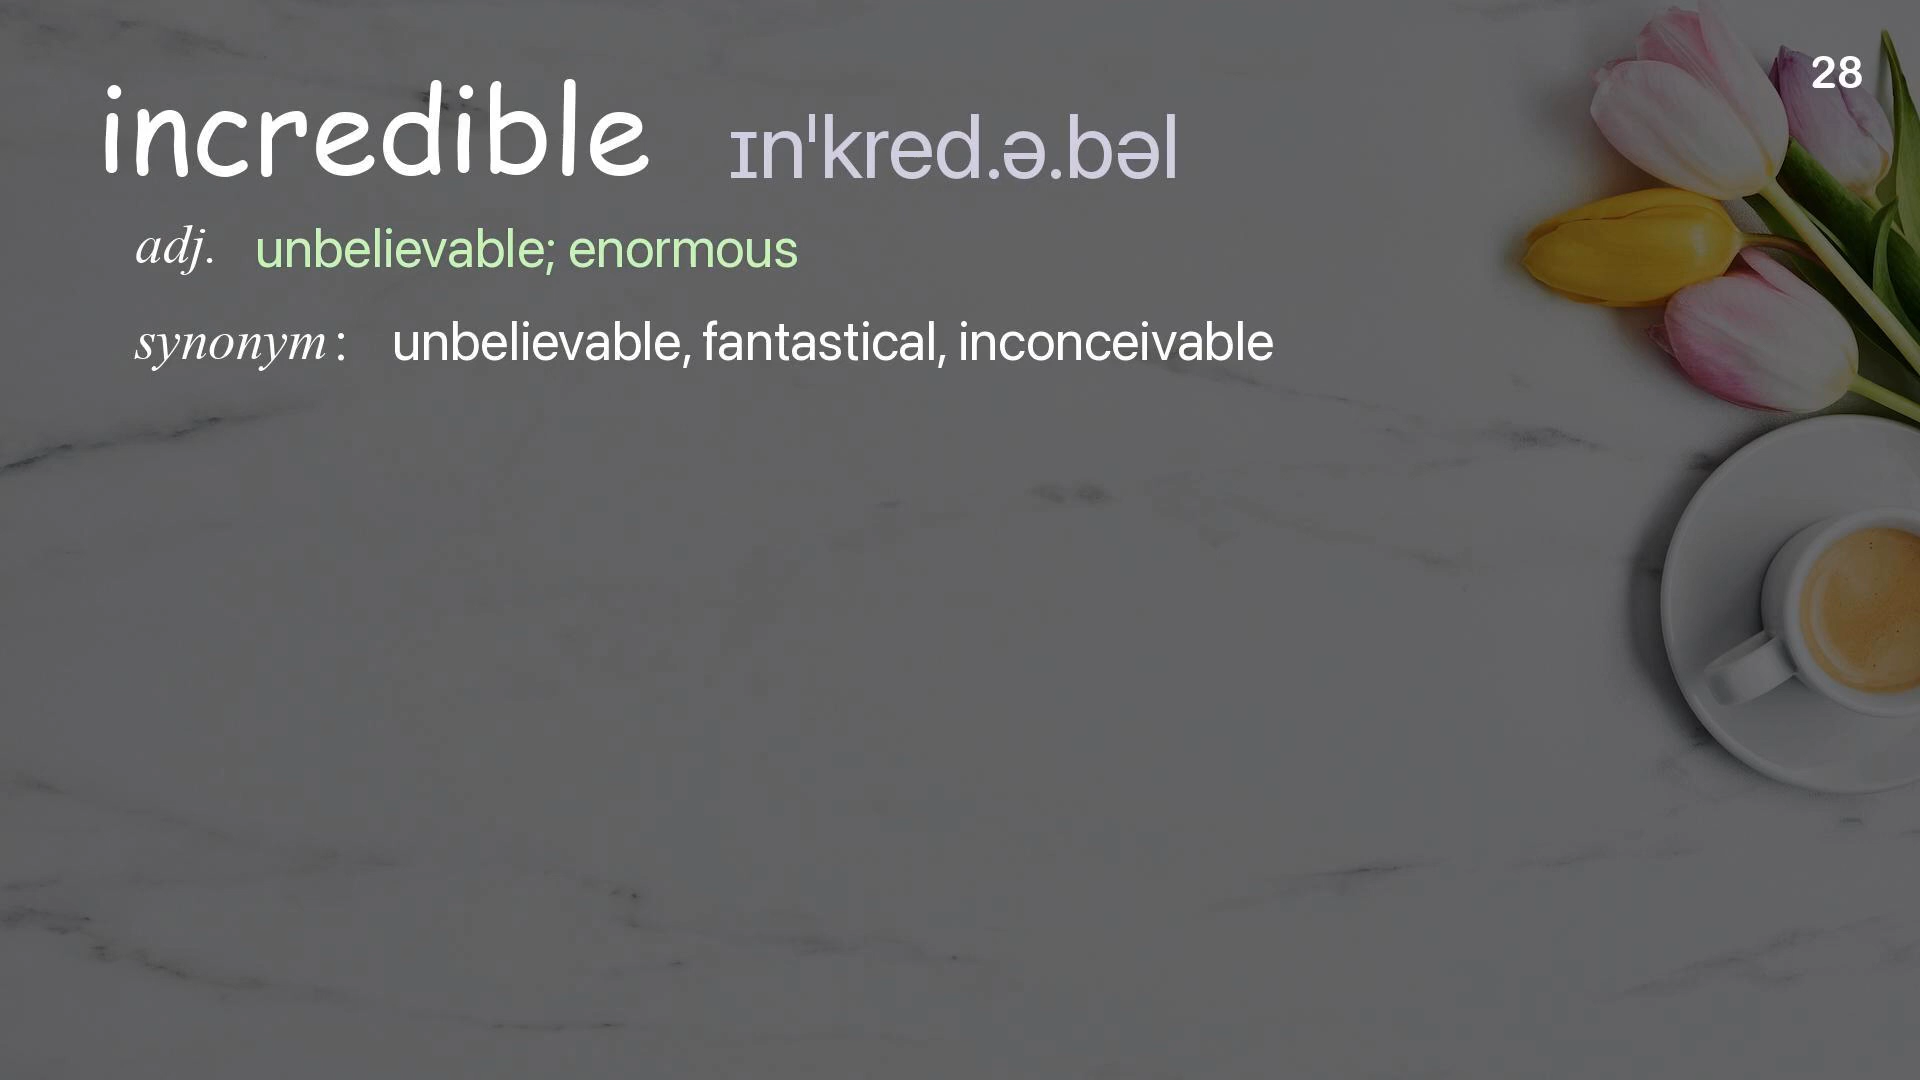 28
incredible ɪnˈkred.ə.bəl
adj. unbelievable; enormous
synonym : unbelievable, fantastical, inconceivable